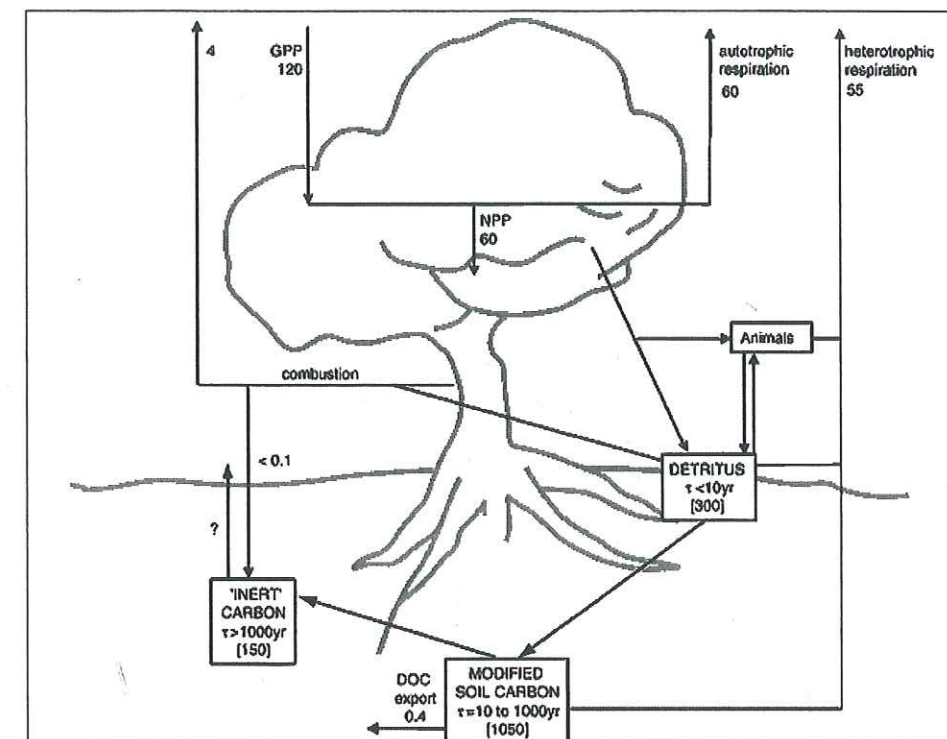 4
GPP
120
autotrophic
respiration
60
heterotrophic
respiration
55
NPP
60
Animals
combustion
< 0.1
DETRITUS
τ <10yr
[300]
?
'INERT'
CARBON
τ>1000yr
[150]
DOC
export
0.4
MODIFIED
SOIL CARBON
τ=10 to 1000yr
[1050]